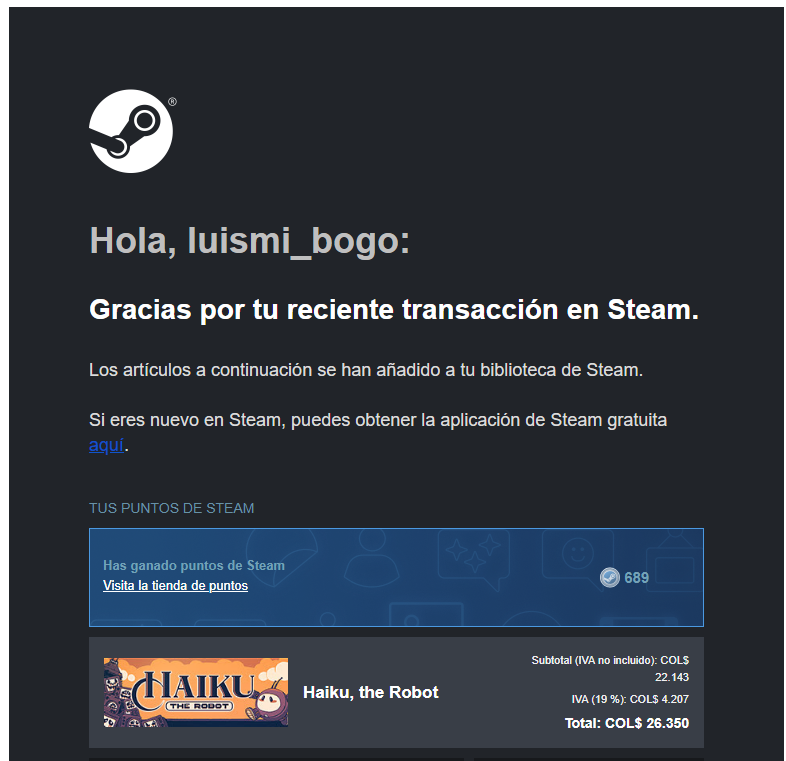 ®
Hola, luismi_bogo:
Gracias por tu reciente transacción en Steam.
Los artículos a continuación se han añadido a tu biblioteca de Steam.
Si eres nuevo en Steam, puedes obtener la aplicación de Steam gratuita
aquí.
TUS PUNTOS DE STEAM
Has ganado puntos de Steam
Visita la tienda de puntos
689
HAIKU
THE ROBOT
Haiku, the Robot
Subtotal (IVA no incluido): COL$
22.143
IVA (19 %): COL$ 4.207
Total: COL$ 26.350